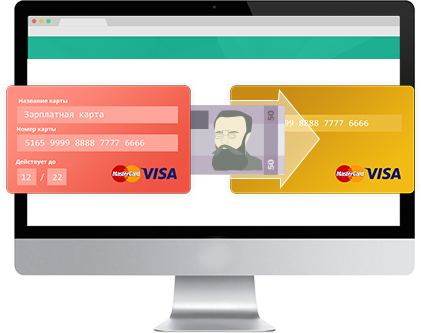 Название карты
Зарплатная карта
Номер карты
5165 9999 8888 7777 6666
Действует до
12 / 22
MasterCard VISA
50
50
99 8888 7777 6666
MasterCard VISA